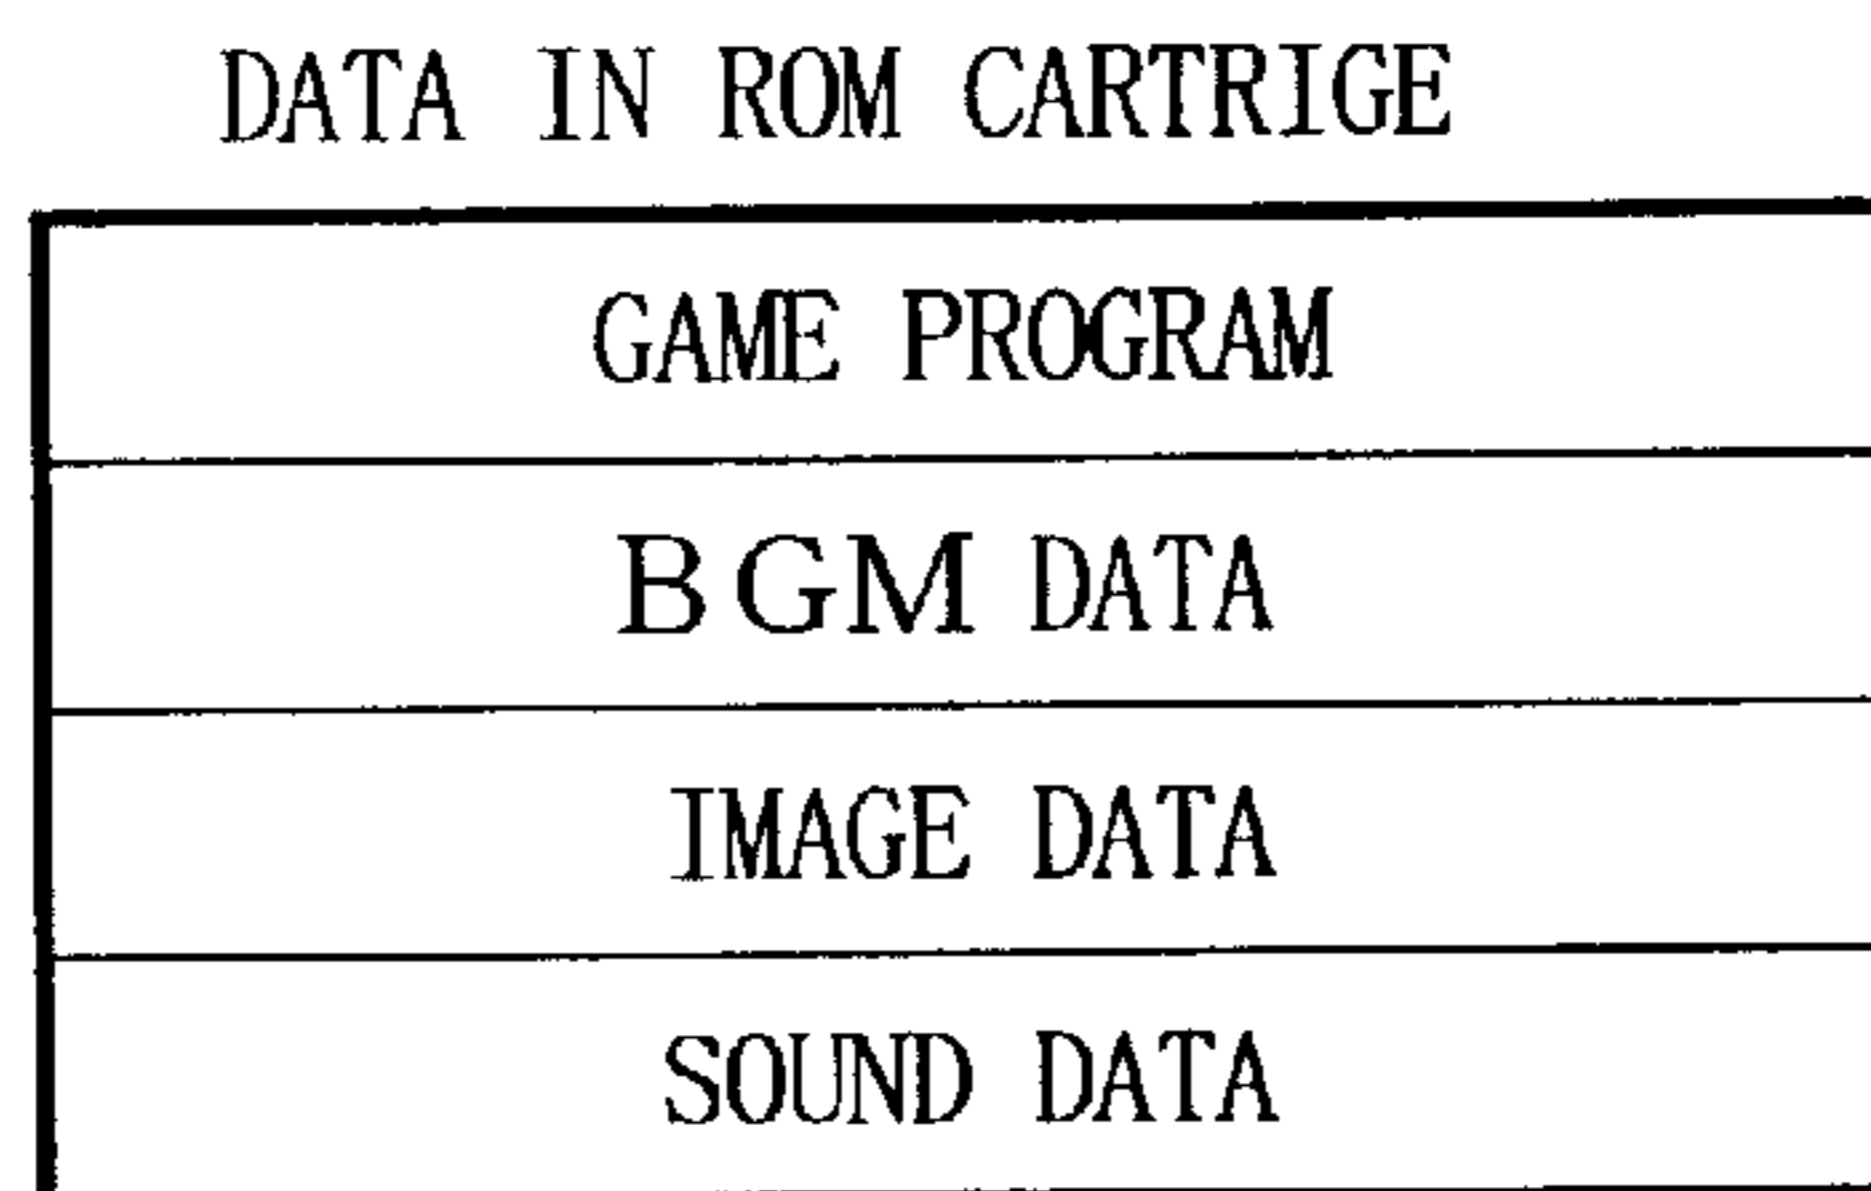 DATA IN ROM CARTRIGE
GAME PROGRAM
BGM DATA
IMAGE DATA
SOUND DATA